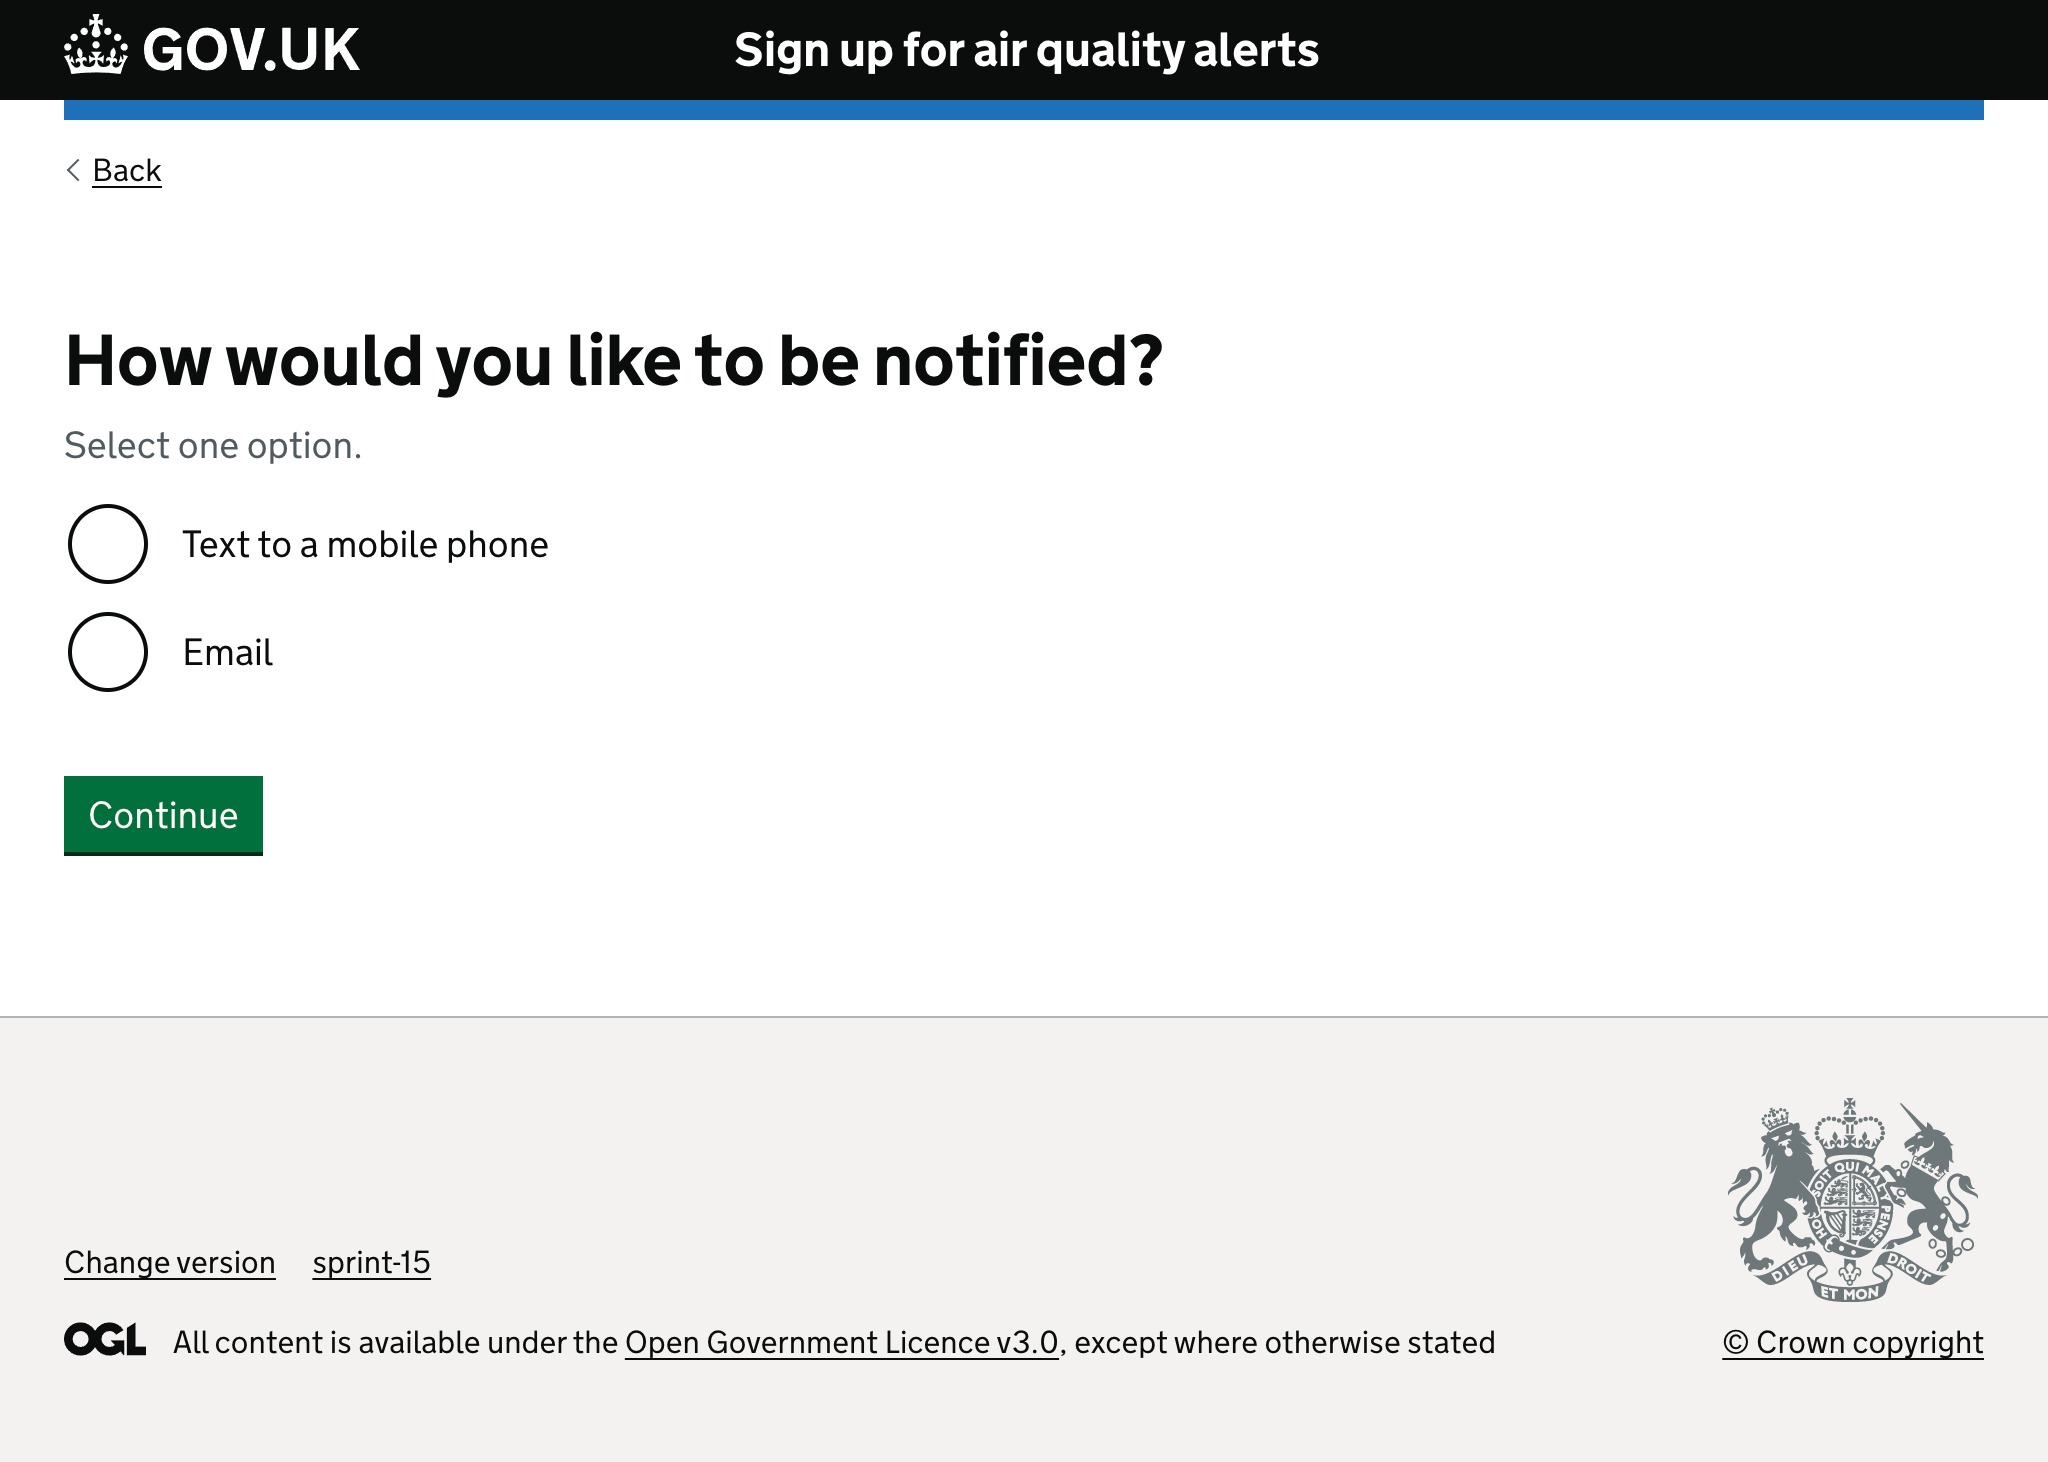 GOV.UK
Sign up for air quality alerts
Back
How would you like to be notified?
Select one option.
Text to a mobile phone
Email
Continue
SOIT QUI MAL Y PENSE
HO
DIEU
ET MON
DROIT
Change version sprint-15
OGL All content is available under the Open Government Licence v3.0, except where otherwise stated
© Crown copyright